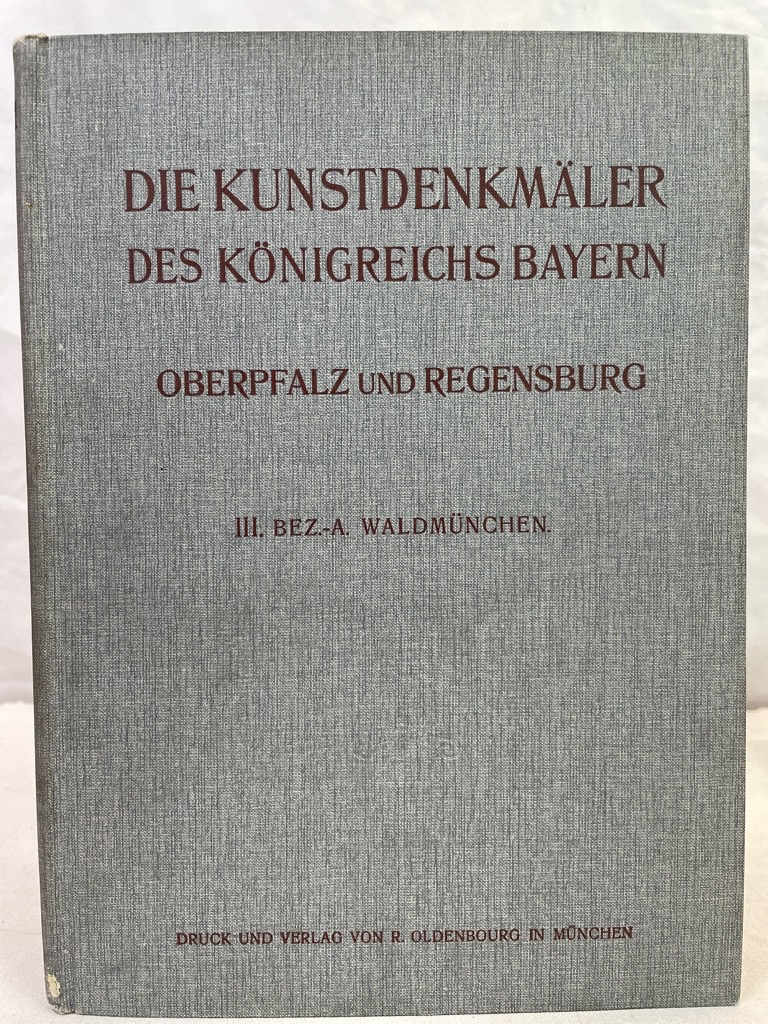 DIE KUNSTDENKMÄLER
DES KÖNIGREICHS BAYERN
OBERPFALZ UND REGENSBURG
III. BEZ.-A. WALDMÜNCHEN.
DRUCK UND VERLAG VON R. OLDENBOURG IN MÜNCHEN